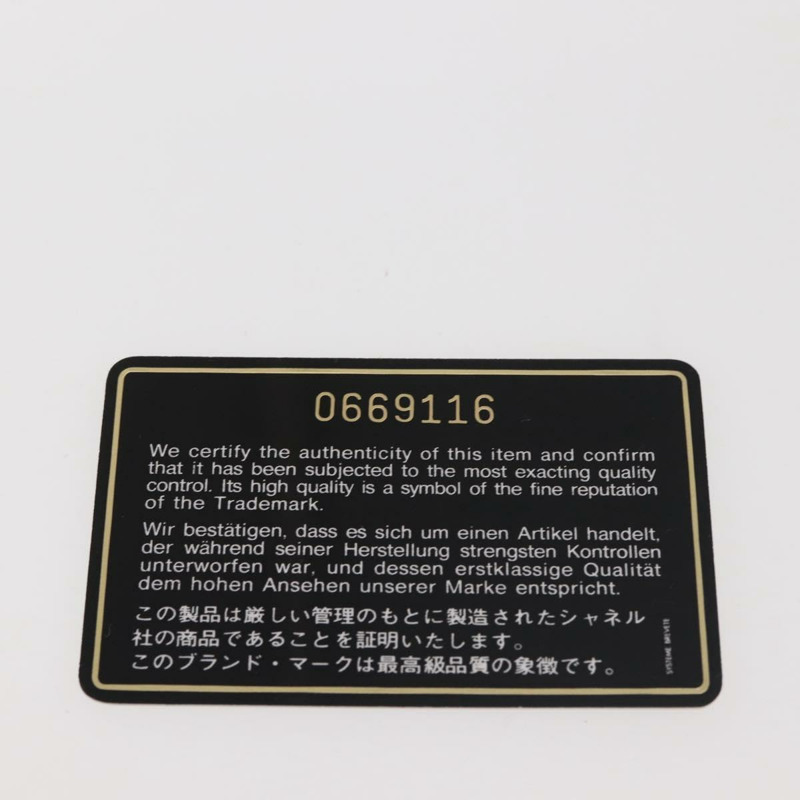 0669116
We certify the authenticity of this item and confirm
that it has been subjected to the most exacting quality
control. Its high quality is a symbol of the fine reputation
of the Trademark.
Wir bestätigen, dass es sich um einen Artikel handelt,
der während seiner Herstellung strengsten Kontrollen
unterworfen war, und dessen erstklassige Qualität
dem hohen Ansehen unserer Marke entspricht.
この製品は厳しい管理のもとに製造されたシャネル
社の商品であることを証明いたします。
このブランド・マークは最高級品質の象徴です。
SYSTEME BREVETE